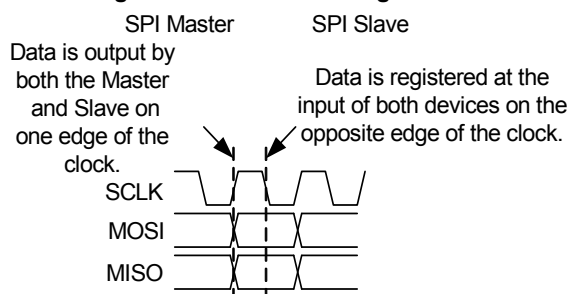 SPI Master
SPI Slave
Data is output by
both the Master
and Slave on
one edge of the
clock.
Data is registered at the
input of both devices on the
opposite edge of the clock.
SCLK
MOSI
MISO